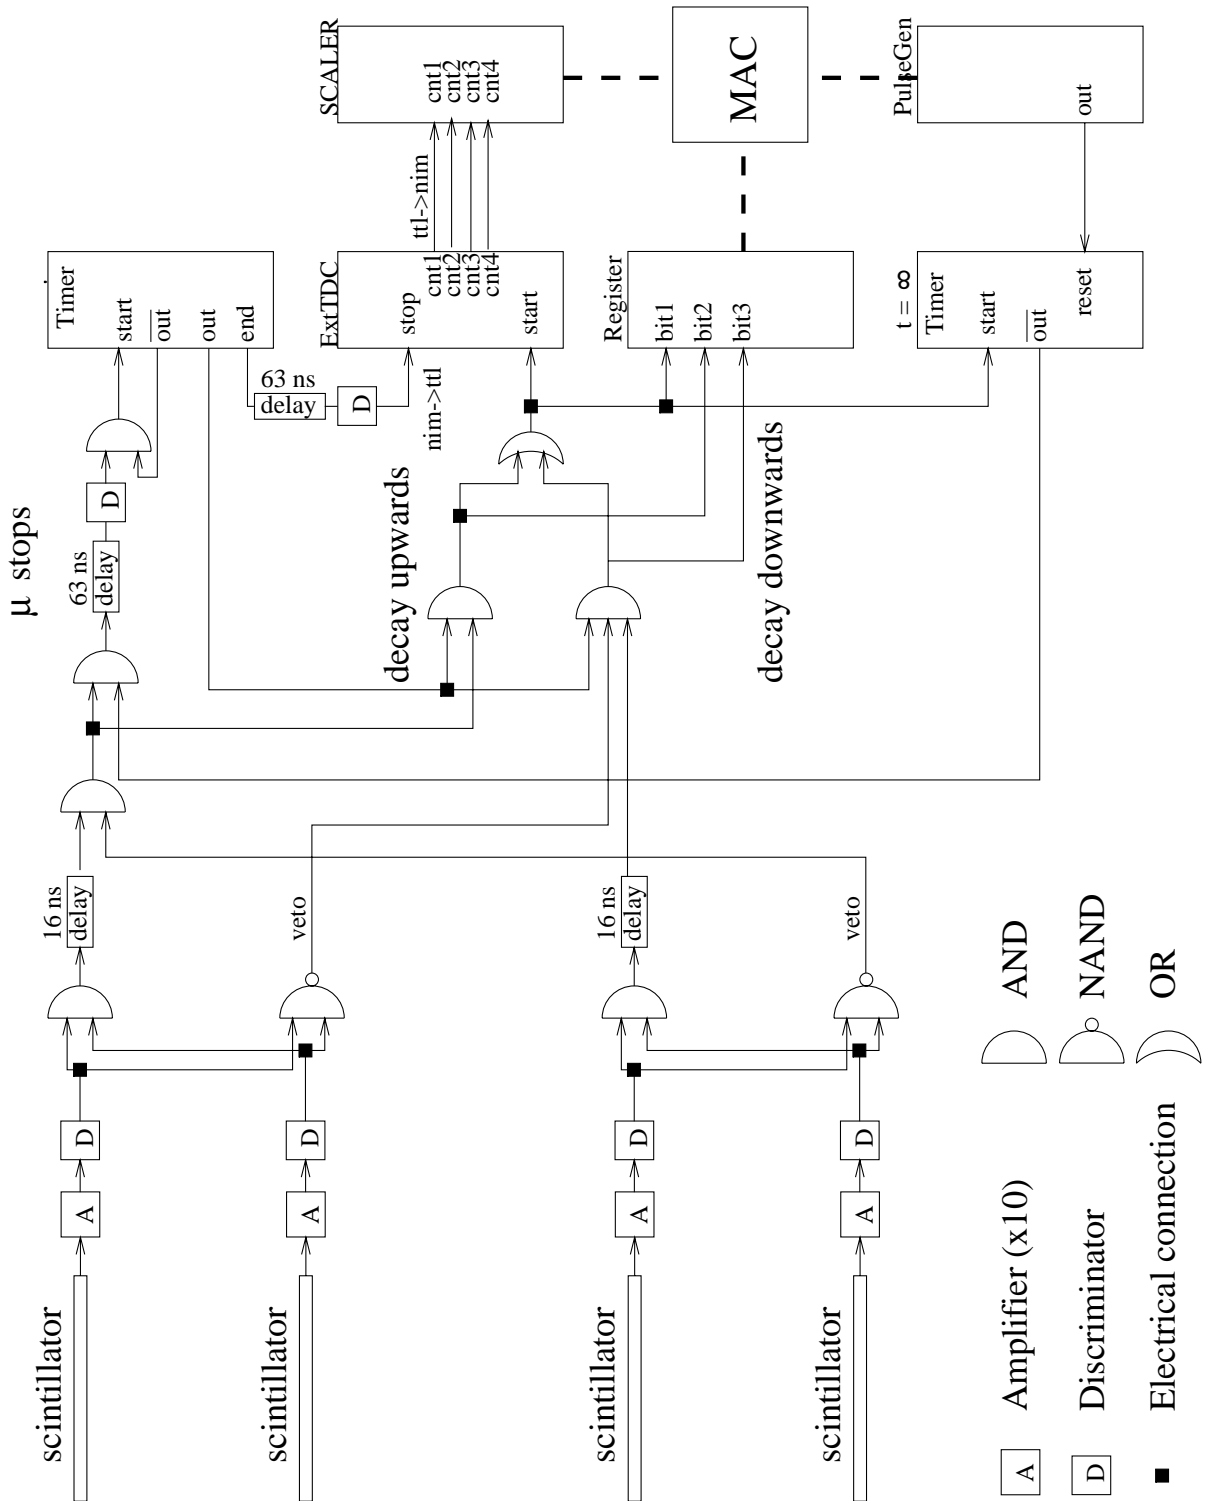 μ stops
Timer
start
out
out
end
63 ns
delay
D
63 ns
delay
D
SCALER
cnt1
cnt2
cnt3
cnt4
ttl->nim
ExtTDC
cnt1
cnt2
cnt3
cnt4
stop
start
nim->ttl
MAC
Register
bit1
bit2
bit3
PulseGen
out
t = ∞
Timer
start
out
reset
decay upwards
decay downwards
16 ns
delay
veto
16 ns
delay
veto
D
D
D
D
A
A
A
A
scintillator
scintillator
scintillator
scintillator
A Amplifier (x10)
D Discriminator
Electrical connection
AND
NAND
OR